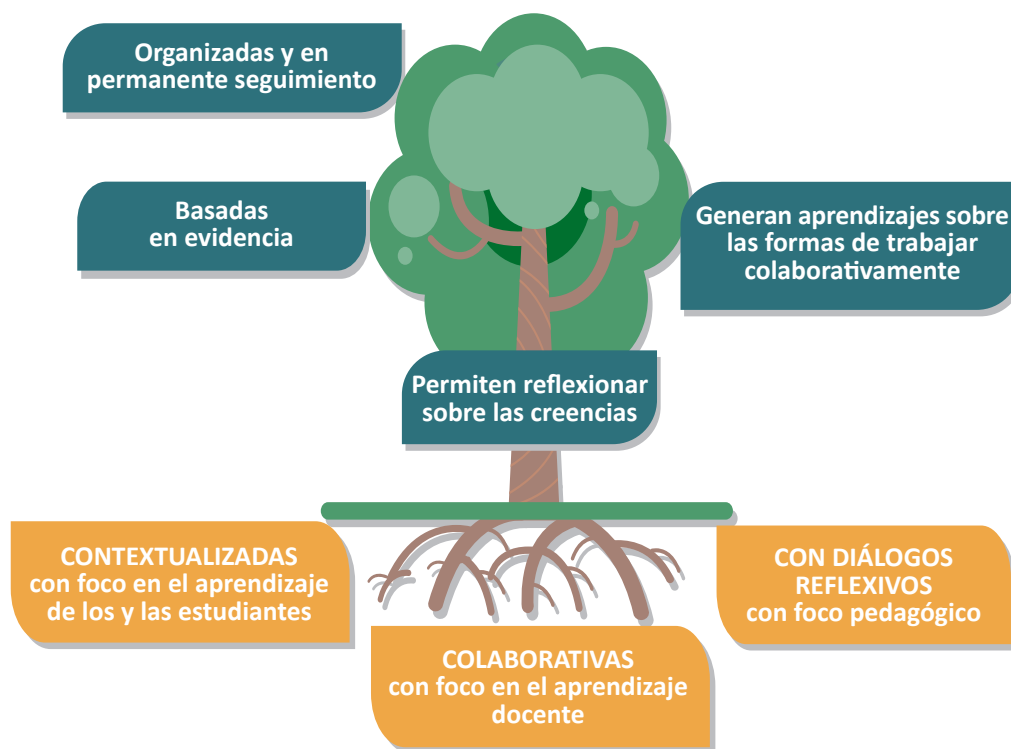 Organizadas y en
permanente seguimiento
Basadas
en evidencia
Generan aprendizajes sobre
las formas de trabajar
colaborativamente
Permiten reflexionar
sobre las creencias
CONTEXTUALIZADAS
con foco en el aprendizaje
de los y las estudiantes
COLABORATIVAS
con foco en el aprendizaje
docente
CON DIÁLOGOS
REFLEXIVOS
con foco pedagógico